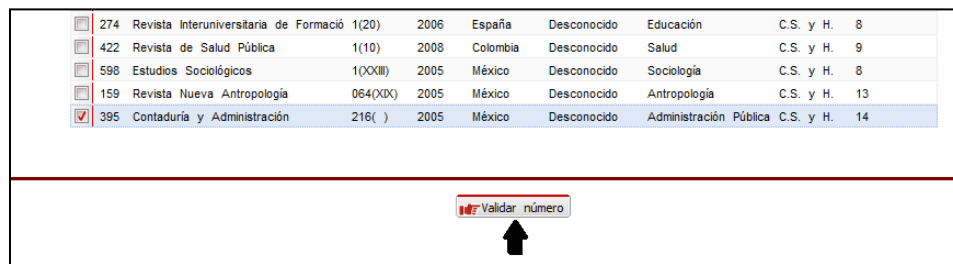 274 Revista Interuniversitaria de Formació 1(20) 2006 España Desconocido Educación C.S. y H. 8
422 Revista de Salud Pública 1(10) 2008 Colombia Desconocido Salud C.S. y H. 9
598 Estudios Sociológicos 1(XXIII) 2005 México Desconocido Sociología C.S. y H. 8
159 Revista Nueva Antropología 064(XIX) 2005 México Desconocido Antropología C.S. y H. 13
395 Contaduría y Administración 216( ) 2005 México Desconocido Administración Pública C.S. y H. 14
Validar número